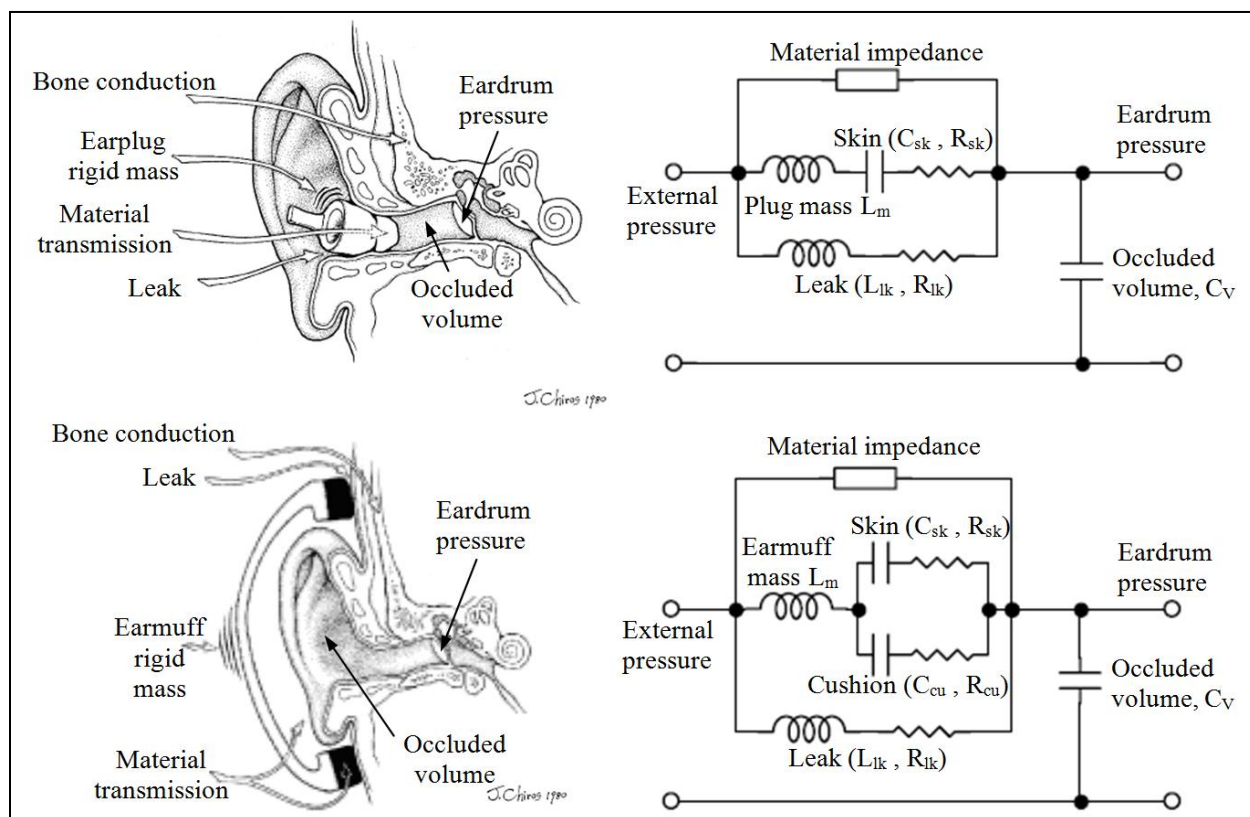 Bone conduction
Eardrum
pressure
Earplug
rigid mass
Material
transmission
Leak
Occluded
volume
J. Chiros 1980
Material impedance
Skin (Csk , Rsk)
Eardrum
pressure
External
pressure
Plug mass Lm
Leak (Llk , Rlk)
Occluded
volume, CV
Bone conduction
Leak
Eardrum
pressure
Earmuff
rigid
mass
Material
transmission
Occluded
volume
J. Chiros 1980
Material impedance
Skin (Csk , Rsk)
Earmuff
mass Lm
Eardrum
pressure
External
pressure
Cushion (Ccu , Rcu)
Leak (Llk , Rlk)
Occluded
volume, CV